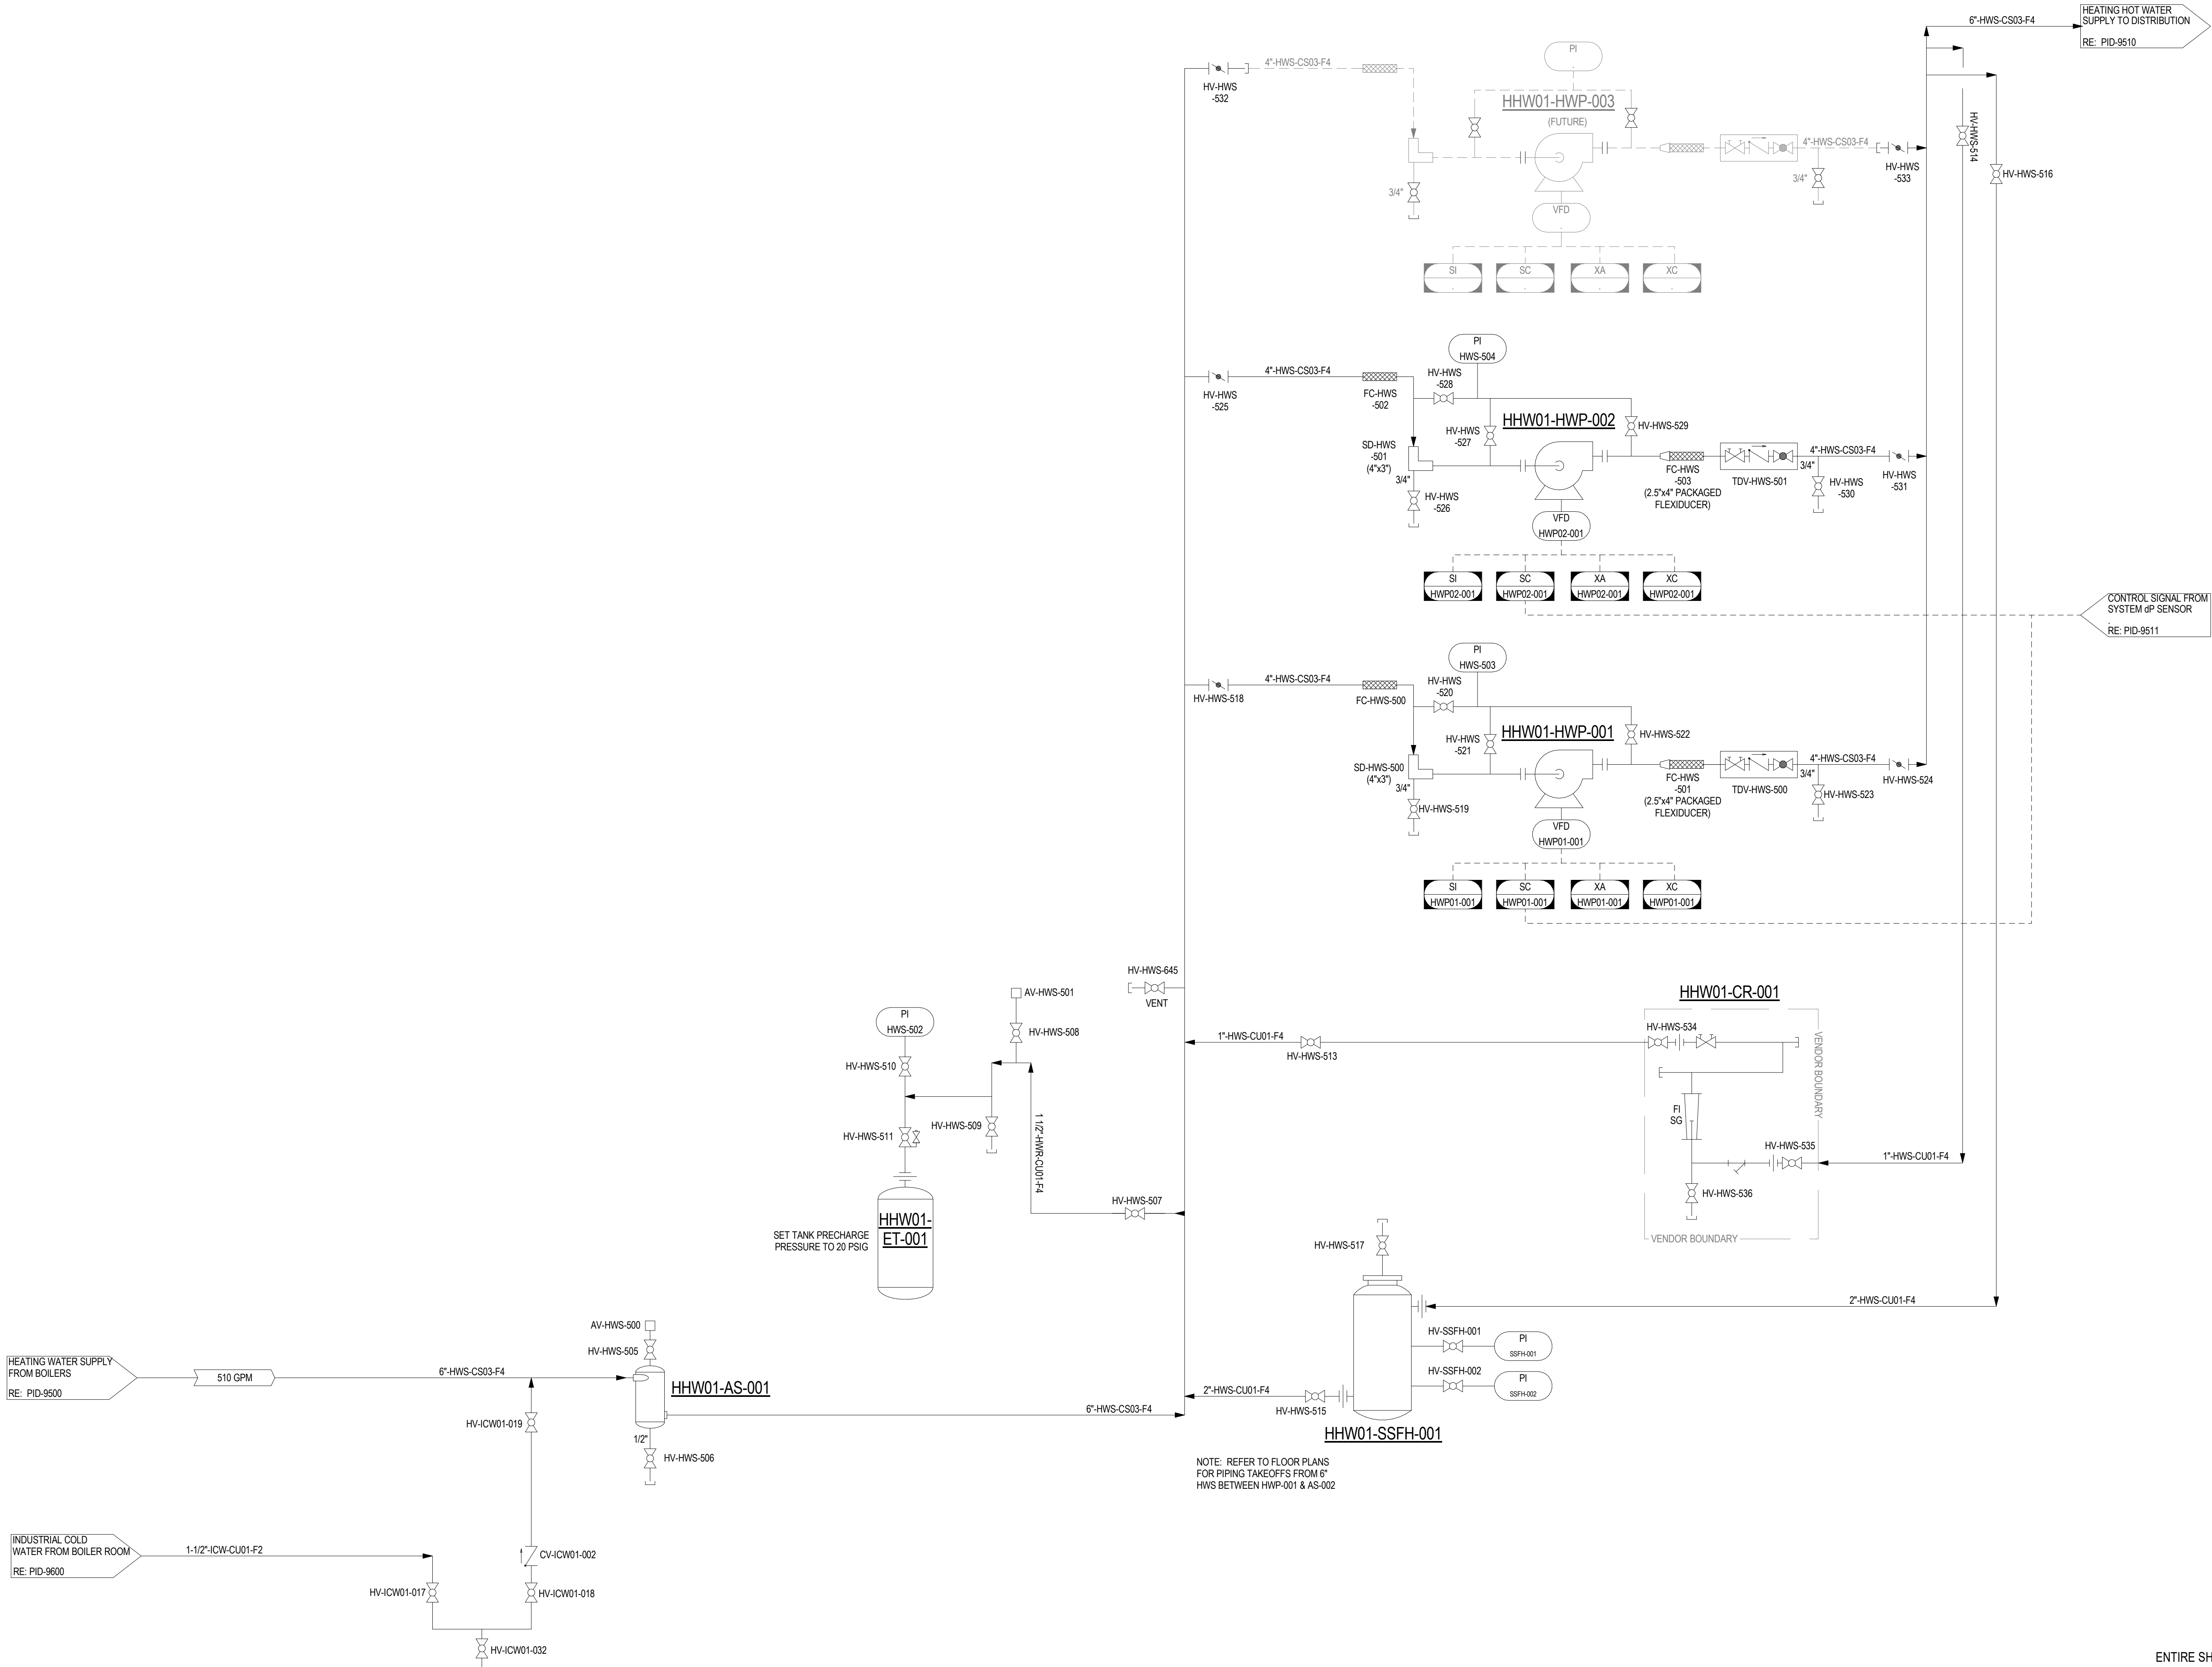 HEATING HOT WATER
SUPPLY TO DISTRIBUTION
RE: PID-9510
6"-HWS-CS03-F4
HV-HWS
-532
4"-HWS-CS03-F4
PI
.
HHW01-HWP-003
(FUTURE)
3/4"
VFD
.
4"-HWS-CS03-F4
3/4"
HV-HWS
-533
SI
.
SC
.
XA
.
XC
.
HV-HWS-514
HV-HWS-516
HV-HWS
-525
4"-HWS-CS03-F4
FC-HWS
-502
PI
HWS-504
HV-HWS
-528
HV-HWS
-527
HHW01-HWP-002
HV-HWS-529
SD-HWS
-501
(4"x3")
3/4"
HV-HWS
-526
VFD
HWP02-001
FC-HWS
-503
(2.5"x4" PACKAGED
FLEXIDUCER)
TDV-HWS-501
4"-HWS-CS03-F4
3/4"
HV-HWS
-530
HV-HWS
-531
SI
HWP02-001
SC
HWP02-001
XA
HWP02-001
XC
HWP02-001
CONTROL SIGNAL FROM
SYSTEM dP SENSOR
.
RE: PID-9511
HV-HWS-518
4"-HWS-CS03-F4
FC-HWS-500
PI
HWS-503
HV-HWS
-520
HV-HWS
-521
HHW01-HWP-001
HV-HWS-522
SD-HWS-500
(4"x3")
3/4"
HV-HWS-519
VFD
HWP01-001
FC-HWS
-501
(2.5"x4" PACKAGED
FLEXIDUCER)
TDV-HWS-500
4"-HWS-CS03-F4
3/4"
HV-HWS-523
HV-HWS-524
SI
HWP01-001
SC
HWP01-001
XA
HWP01-001
XC
HWP01-001
HV-HWS-645
VENT
AV-HWS-501
HV-HWS-508
PI
HWS-502
HV-HWS-510
HV-HWS-509
HV-HWS-511
1 1/2"-HWR-CU01-F4
HV-HWS-507
HHW01-
ET-001
SET TANK PRECHARGE
PRESSURE TO 20 PSIG
1"-HWS-CU01-F4
HV-HWS-513
HHW01-CR-001
HV-HWS-534
VENDOR BOUNDARY
FI
SG
HV-HWS-535
1"-HWS-CU01-F4
HV-HWS-536
VENDOR BOUNDARY
HV-HWS-517
2"-HWS-CU01-F4
HV-SSFH-001
PI
SSFH-001
HV-SSFH-002
PI
SSFH-002
2"-HWS-CU01-F4
HV-HWS-515
HHW01-SSFH-001
NOTE: REFER TO FLOOR PLANS
FOR PIPING TAKEOFFS FROM 6"
HWS BETWEEN HWP-001 & AS-002
HEATING WATER SUPPLY
FROM BOILERS
RE: PID-9500
510 GPM
6"-HWS-CS03-F4
AV-HWS-500
HV-HWS-505
HHW01-AS-001
6"-HWS-CS03-F4
HV-ICW01-019
1/2"
HV-HWS-506
INDUSTRIAL COLD
WATER FROM BOILER ROOM
RE: PID-9600
1-1/2"-ICW-CU01-F2
CV-ICW01-002
HV-ICW01-017
HV-ICW01-018
HV-ICW01-032
ENTIRE SH